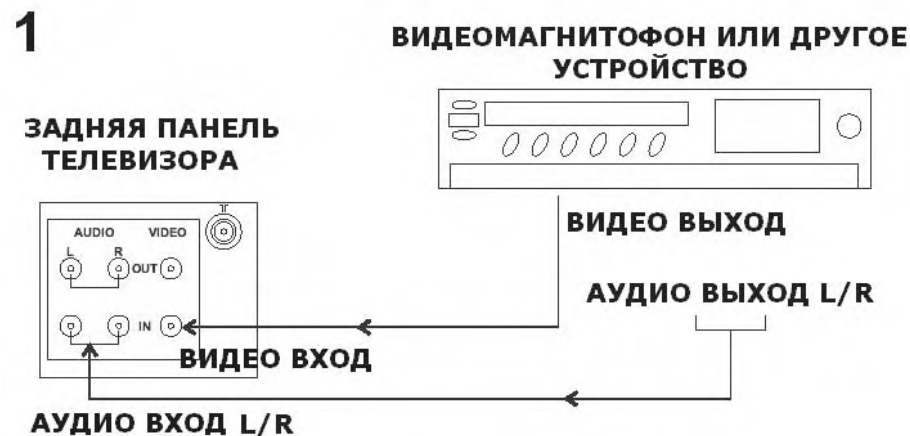 1
ВИДЕОМАГНИТОФОН ИЛИ ДРУГОЕ
УСТРОЙСТВО
ЗАДНЯЯ ПАНЕЛЬ
ТЕЛЕВИЗОРА
AUDIO VIDEO
L R
OUT
IN
ВИДЕО ВЫХОД
АУДИО ВЫХОД L/R
ВИДЕО ВХОД
АУДИО ВХОД L/R